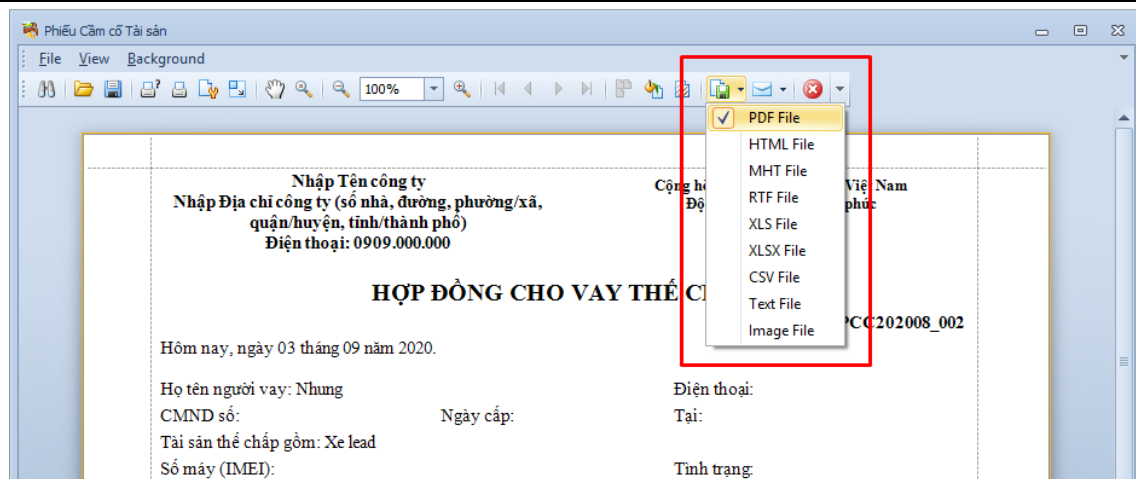 Phiếu Cầm cố Tài sản
File View Background
100%
PDF File
HTML File
MHT File
RTF File
XLS File
XLSX File
CSV File
Text File
Image File
Nhập Tên công ty
Nhập Địa chỉ công ty (số nhà, đường, phường/xã,
quận/huyện, tỉnh/thành phố)
Điện thoại: 0909.000.000
Cộng Việt Nam
phúc
HỢP ĐỒNG CHO VAY THẾ
PCC202008_002
Hôm nay, ngày 03 tháng 09 năm 2020.
Họ tên người vay: Nhung Điện thoại:
CMND số: Ngày cấp: Tại:
Tài sản thế chấp gồm: Xe lead
Số máy (IMEI): Tình trạng: